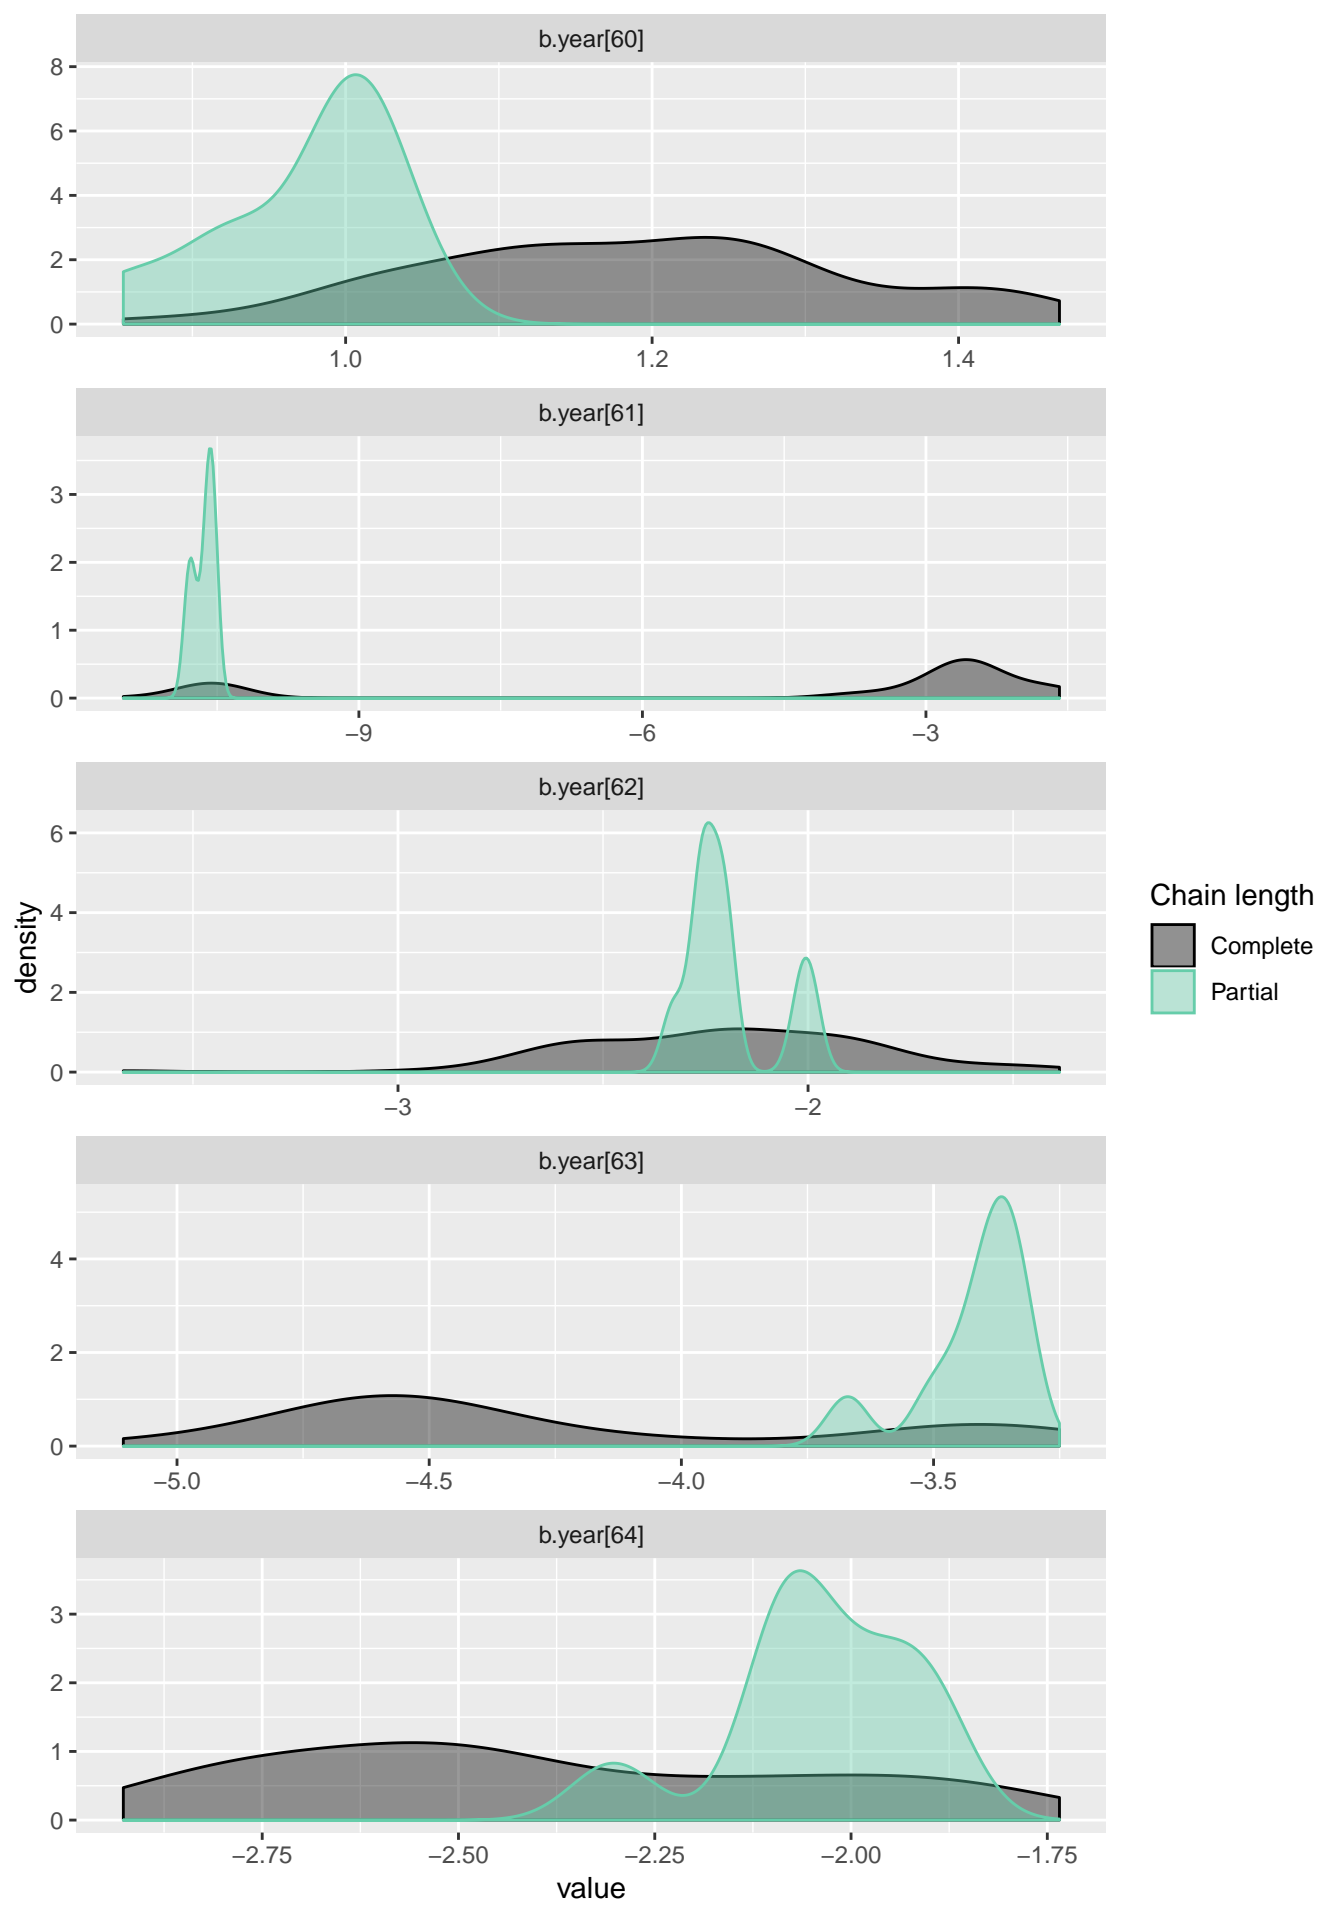 b.year[60]
8
6
4
2
0
1.0 1.2 1.4
b.year[61]
3
2
1
0
−9 −6 −3
b.year[62]
6
4
2
0
−3 −2
density
Chain length
Complete
Partial
b.year[63]
4
2
0
−5.0 −4.5 −4.0 −3.5
b.year[64]
3
2
1
0
−2.75 −2.50 −2.25 −2.00 −1.75
value